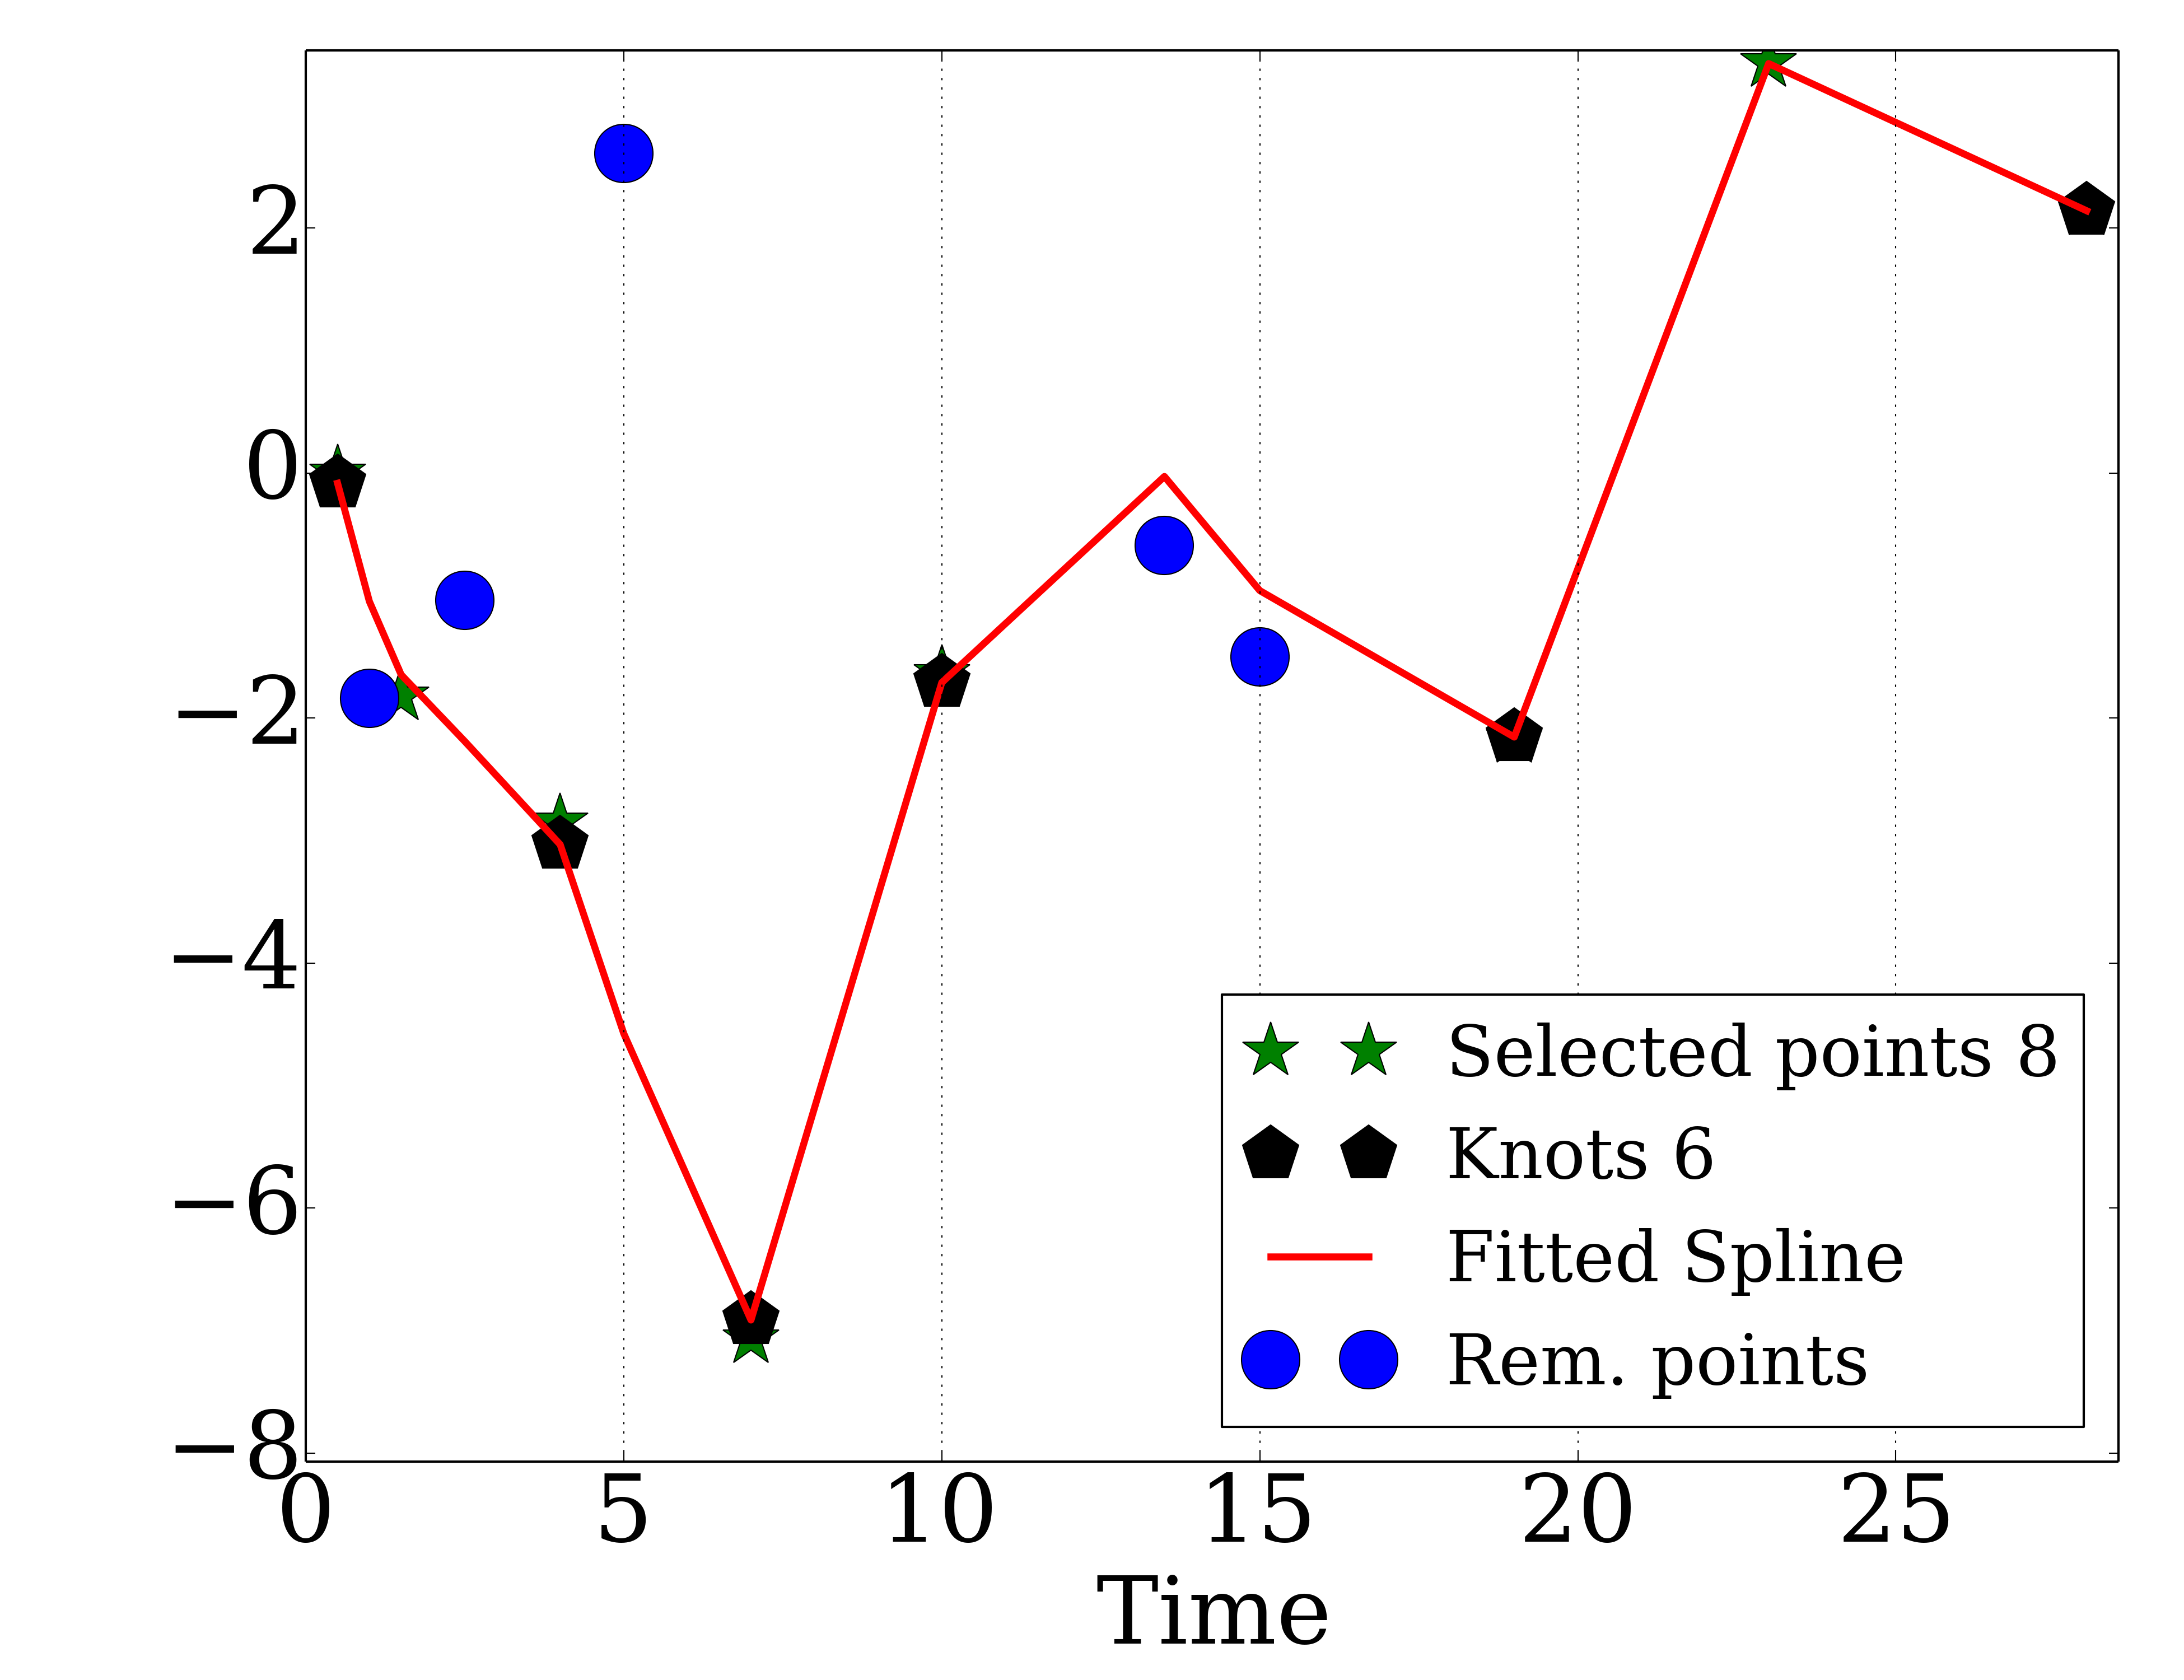 2
0
−2
−4
−6
−8
0 5 10 15 20 25
Time
Selected points 8
Knots 6
Fitted Spline
Rem. points